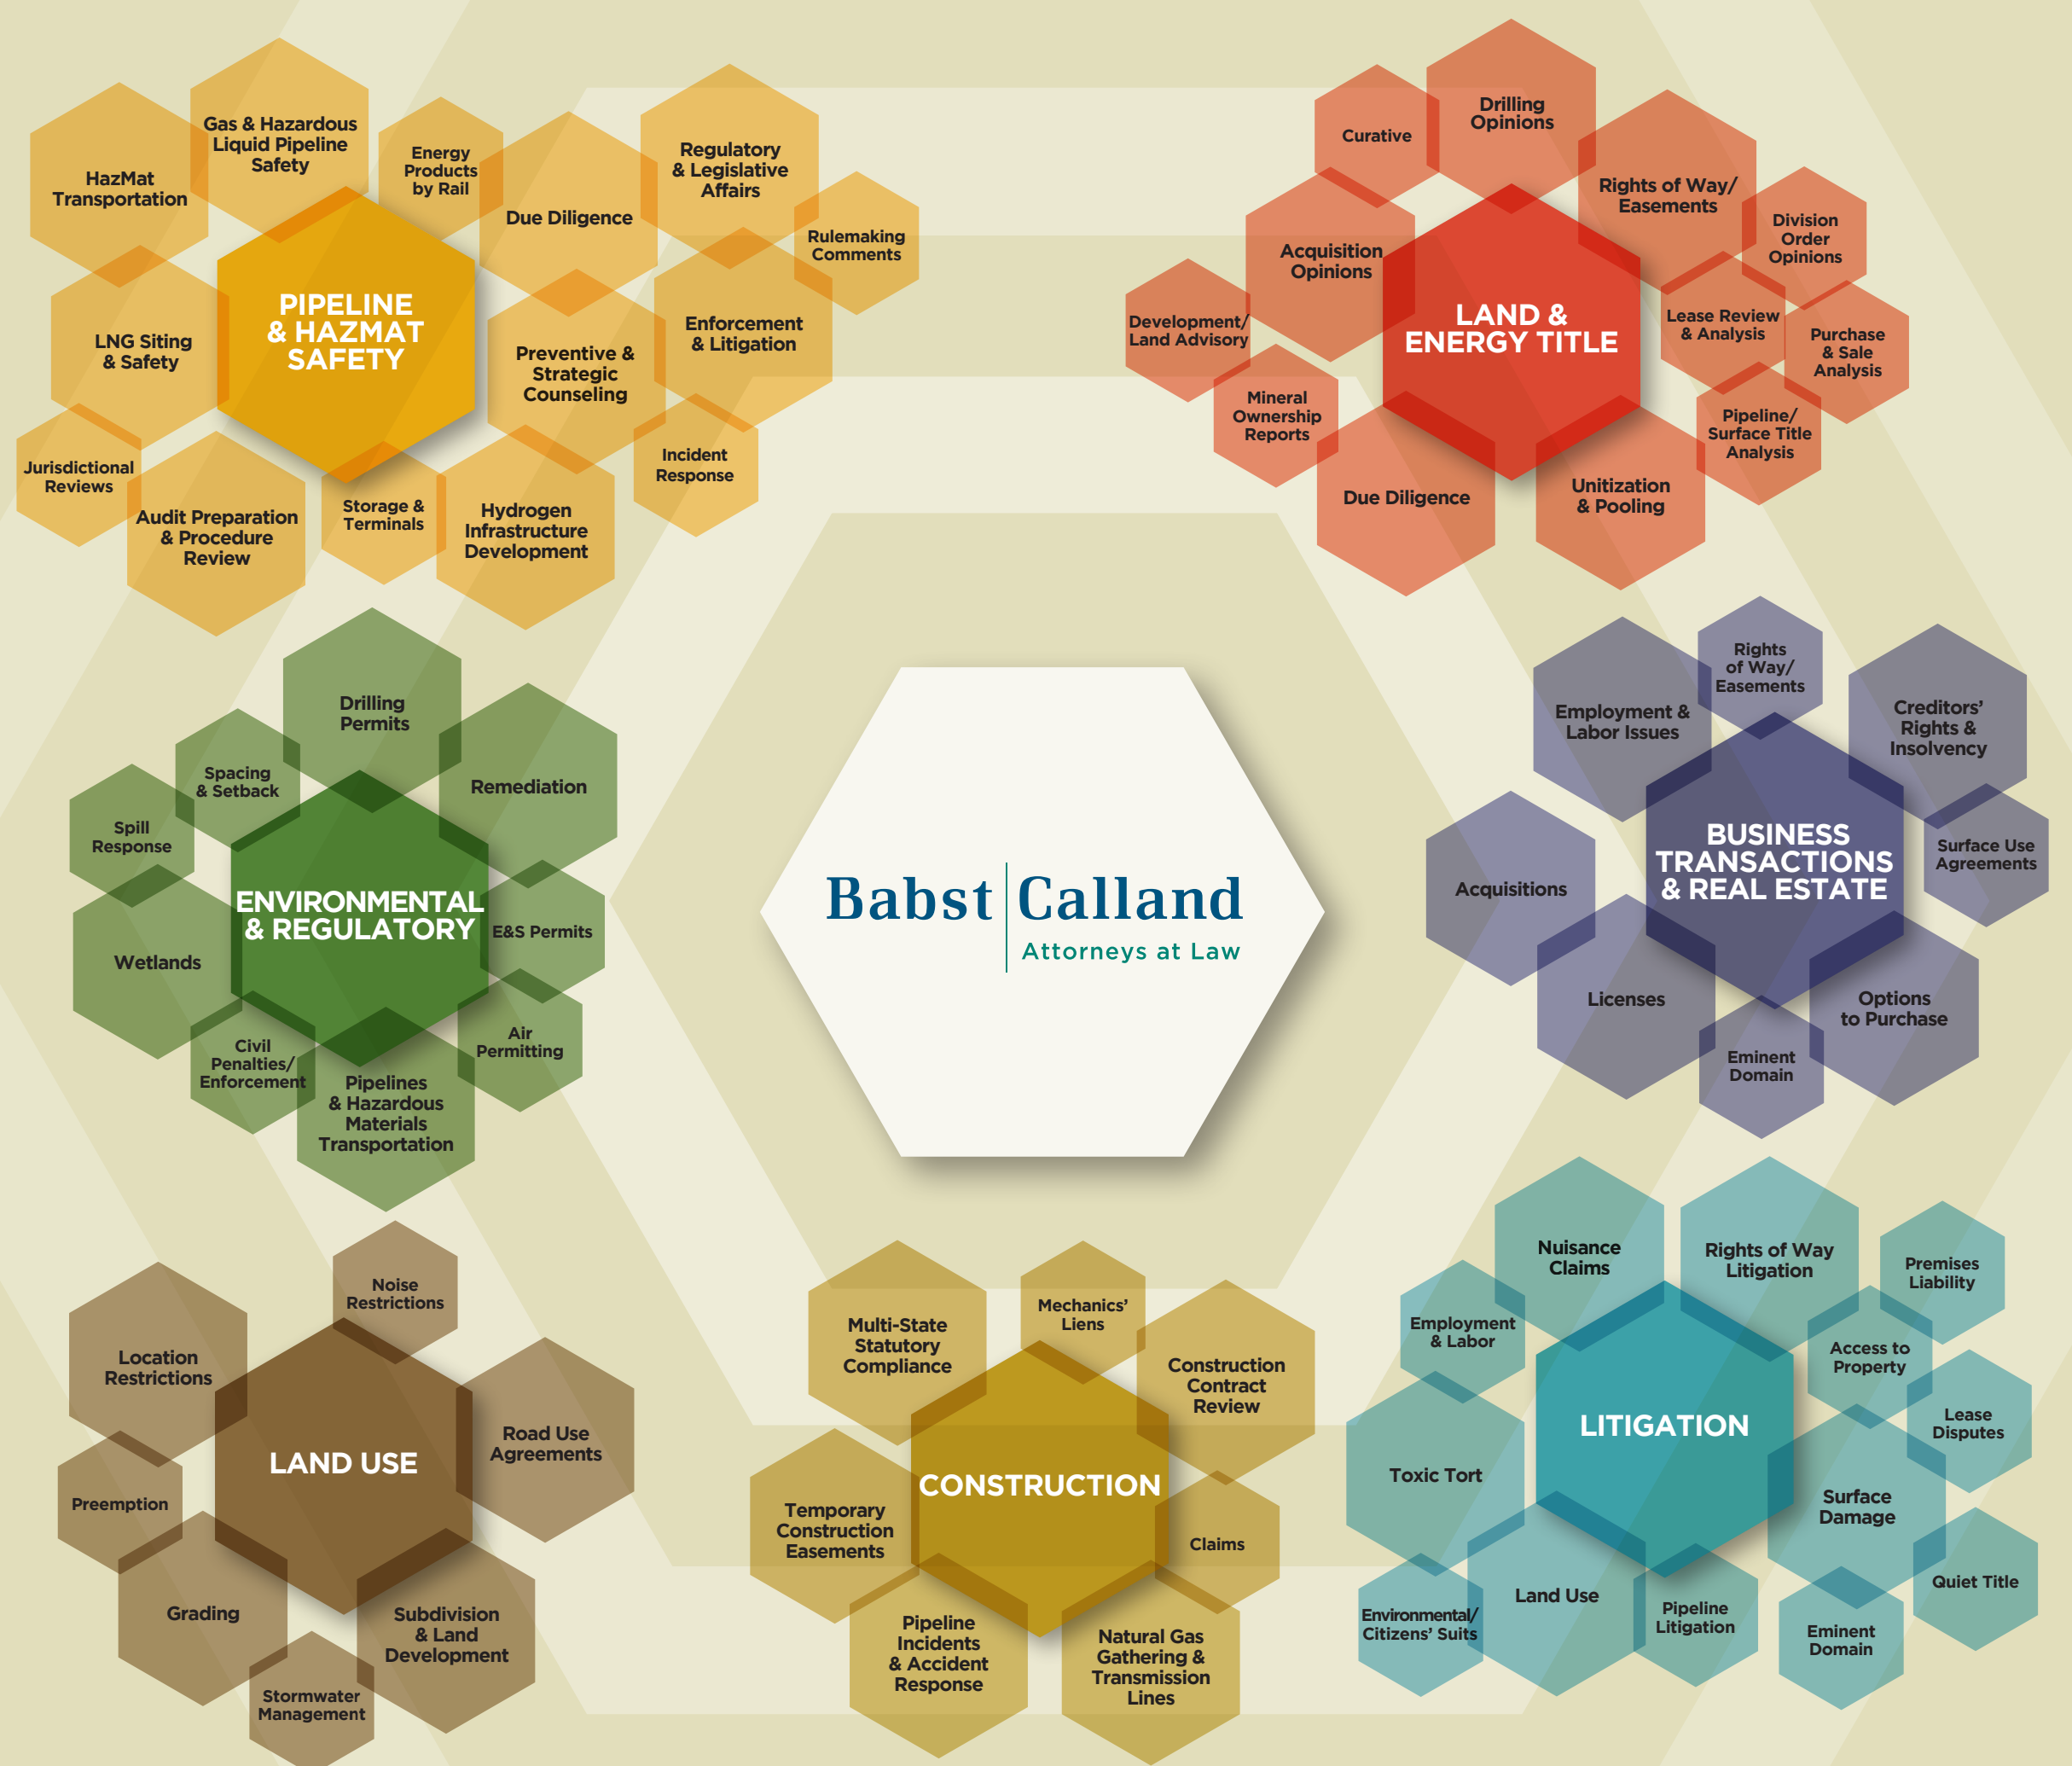 Gas & Hazardous
Liquid Pipeline
Safety
HazMat
Transportation
Energy
Products
by Rail
Due Diligence
Regulatory
& Legislative
Affairs
Rulemaking
Comments
PIPELINE
& HAZMAT
SAFETY
LNG Siting
& Safety
Preventive &
Strategic
Counseling
Enforcement
& Litigation
Jurisdictional
Reviews
Audit Preparation
& Procedure
Review
Storage &
Terminals
Hydrogen
Infrastructure
Development
Incident
Response
Curative
Drilling
Opinions
Rights of Way/
Easements
Division
Order
Opinions
Acquisition
Opinions
LAND &
ENERGY TITLE
Development/
Land Advisory
Lease Review
& Analysis
Purchase
& Sale
Analysis
Mineral
Ownership
Reports
Pipeline/
Surface Title
Analysis
Due Diligence
Unitization
& Pooling
Drilling
Permits
Spacing
& Setback
Remediation
Spill
Response
ENVIRONMENTAL
& REGULATORY
E&S Permits
Wetlands
Civil
Penalties/
Enforcement
Air
Permitting
Pipelines
& Hazardous
Materials
Transportation
Babst Calland
Attorneys at Law
Rights
of Way/
Easements
Employment &
Labor Issues
Creditors'
Rights &
Insolvency
BUSINESS
TRANSACTIONS
& REAL ESTATE
Surface Use
Agreements
Acquisitions
Licenses
Options
to Purchase
Eminent
Domain
Noise
Restrictions
Location
Restrictions
Road Use
Agreements
LAND USE
Preemption
Grading
Subdivision
& Land
Development
Stormwater
Management
Multi-State
Statutory
Compliance
Mechanics'
Liens
Construction
Contract
Review
CONSTRUCTION
Temporary
Construction
Easements
Claims
Pipeline
Incidents
& Accident
Response
Natural Gas
Gathering &
Transmission
Lines
Nuisance
Claims
Rights of Way
Litigation
Premises
Liability
Employment
& Labor
Access to
Property
LITIGATION
Lease
Disputes
Toxic Tort
Surface
Damage
Land Use
Quiet Title
Environmental/
Citizens' Suits
Pipeline
Litigation
Eminent
Domain